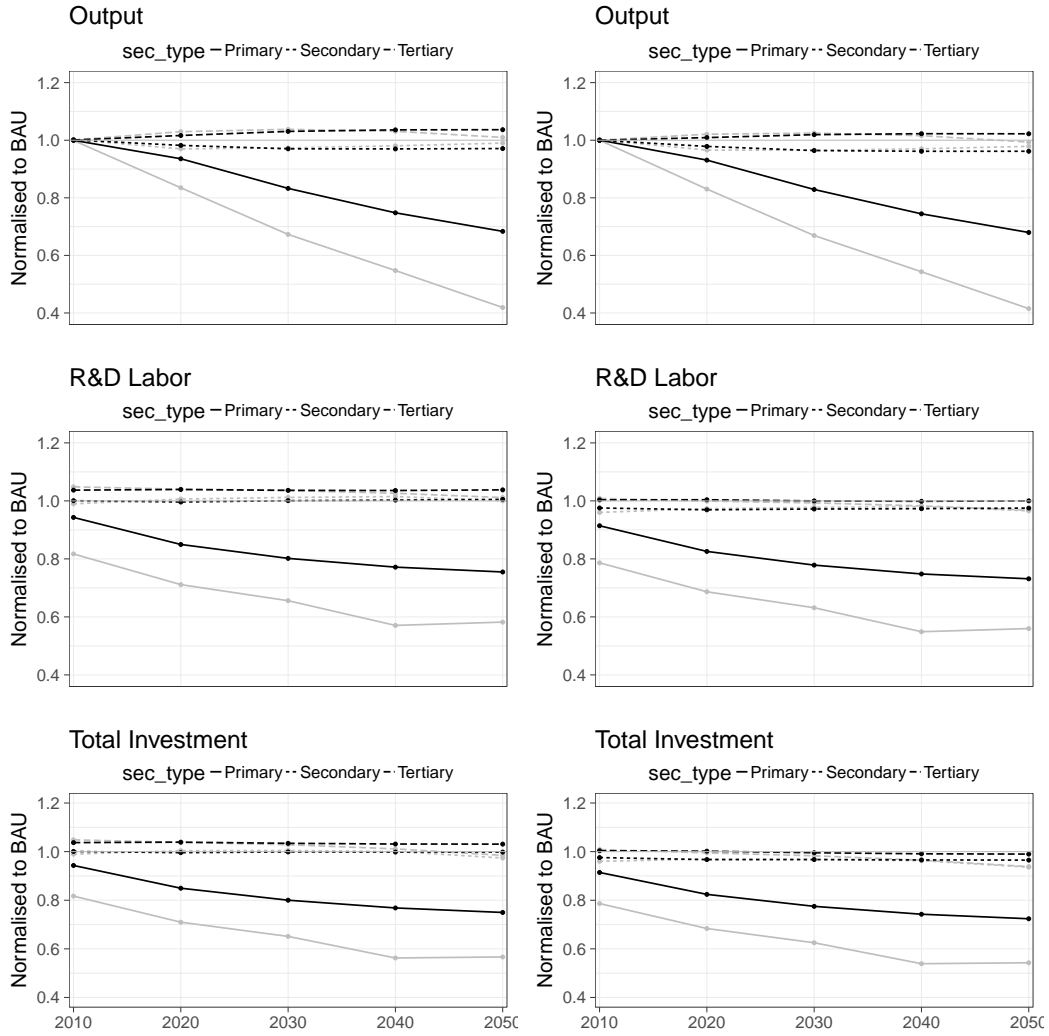 Output
sec_type Primary Secondary Tertiary
1.2
1.0
0.8
0.6
0.4
Normalised to BAU
Output
sec_type Primary Secondary Tertiary
1.2
1.0
0.8
0.6
0.4
Normalised to BAU
R&D Labor
sec_type Primary Secondary Tertiary
1.2
1.0
0.8
0.6
0.4
Normalised to BAU
R&D Labor
sec_type Primary Secondary Tertiary
1.2
1.0
0.8
0.6
0.4
Normalised to BAU
Total Investment
sec_type Primary Secondary Tertiary
1.2
1.0
0.8
0.6
0.4
Normalised to BAU
2010 2020 2030 2040 2050
Total Investment
sec_type Primary Secondary Tertiary
1.2
1.0
0.8
0.6
0.4
Normalised to BAU
2010 2020 2030 2040 2050